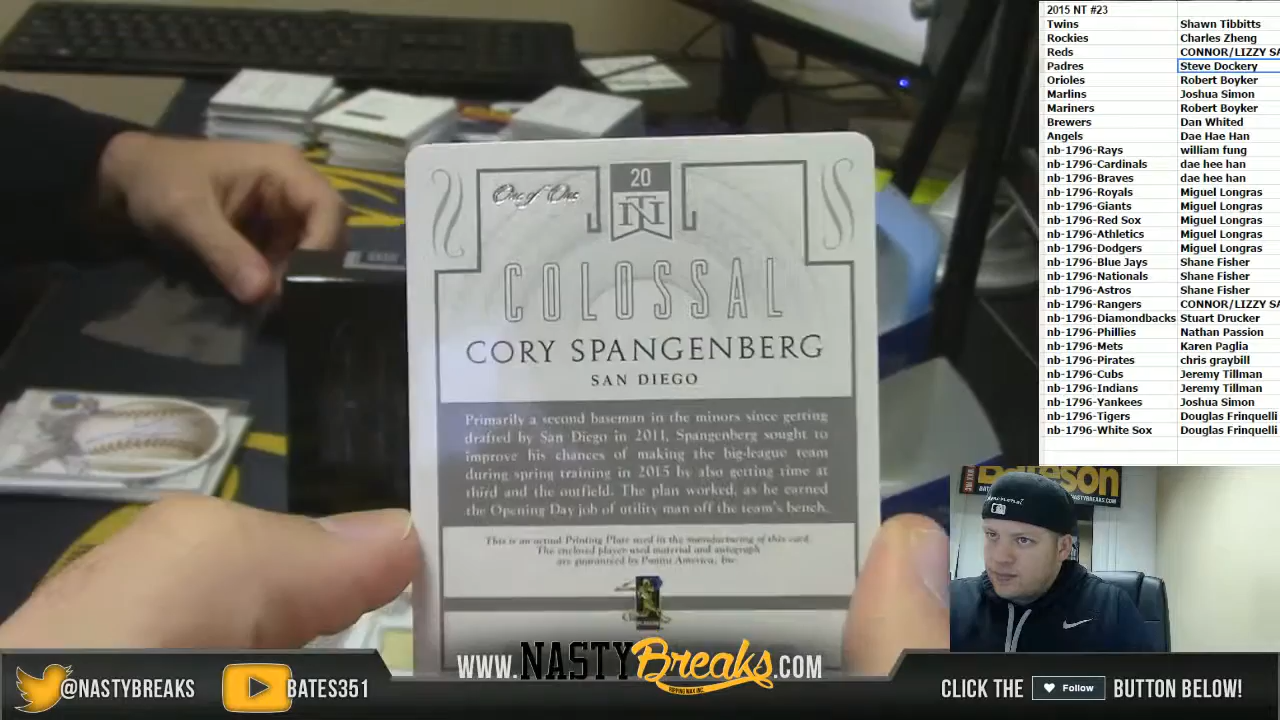 2015 NT #23
Twins Shawn Tibbitts
Rockies Charles Zheng
Reds CONNOR/LIZZY SA
Padres Steve Dockery
Orioles Robert Boyker
Marlins Joshua Simon
Mariners Robert Boyker
Brewers Dan Whited
Angels Dae Hae Han
nb-1796-Rays william fung
nb-1796-Cardinals dae hee han
nb-1796-Braves dae hee han
nb-1796-Royals Miguel Longras
nb-1796-Giants Miguel Longras
nb-1796-Red Sox Miguel Longras
nb-1796-Athletics Miguel Longras
nb-1796-Dodgers Miguel Longras
nb-1796-Blue Jays Shane Fisher
nb-1796-Nationals Shane Fisher
nb-1796-Astros Shane Fisher
nb-1796-Rangers CONNOR/LIZZY SA
nb-1796-Diamondbacks Stuart Drucker
nb-1796-Phillies Nathan Passion
nb-1796-Mets Karen Paglia
nb-1796-Pirates chris graybill
nb-1796-Cubs Jeremy Tillman
nb-1796-Indians Jeremy Tillman
nb-1796-Yankees Joshua Simon
nb-1796-Tigers Douglas Frinquelli
nb-1796-White Sox Douglas Frinquelli
One of One
20
NT
COLOSSAL
CORY SPANGENBERG
SAN DIEGO
Primarily a second baseman in the minors since getting
drafted by San Diego in 2011, Spangenberg sought to
improve his chances of making the big-league team
during spring training in 2015 by also getting time at
third and the outfield. The plan worked, as he earned
the Opening Day job of utility man off the team's bench.
This is an actual Printing Plate used in the manufacturing of this card.
The enclosed player used material and autograph
are guaranteed by Panini America, Inc.
Bateson
NASTYBREAKS.COM
@NASTYBREAKS
BATES351
WWW.NASTYBreaks.COM
RIPPING WAX INC.
CLICK THE Follow BUTTON BELOW!